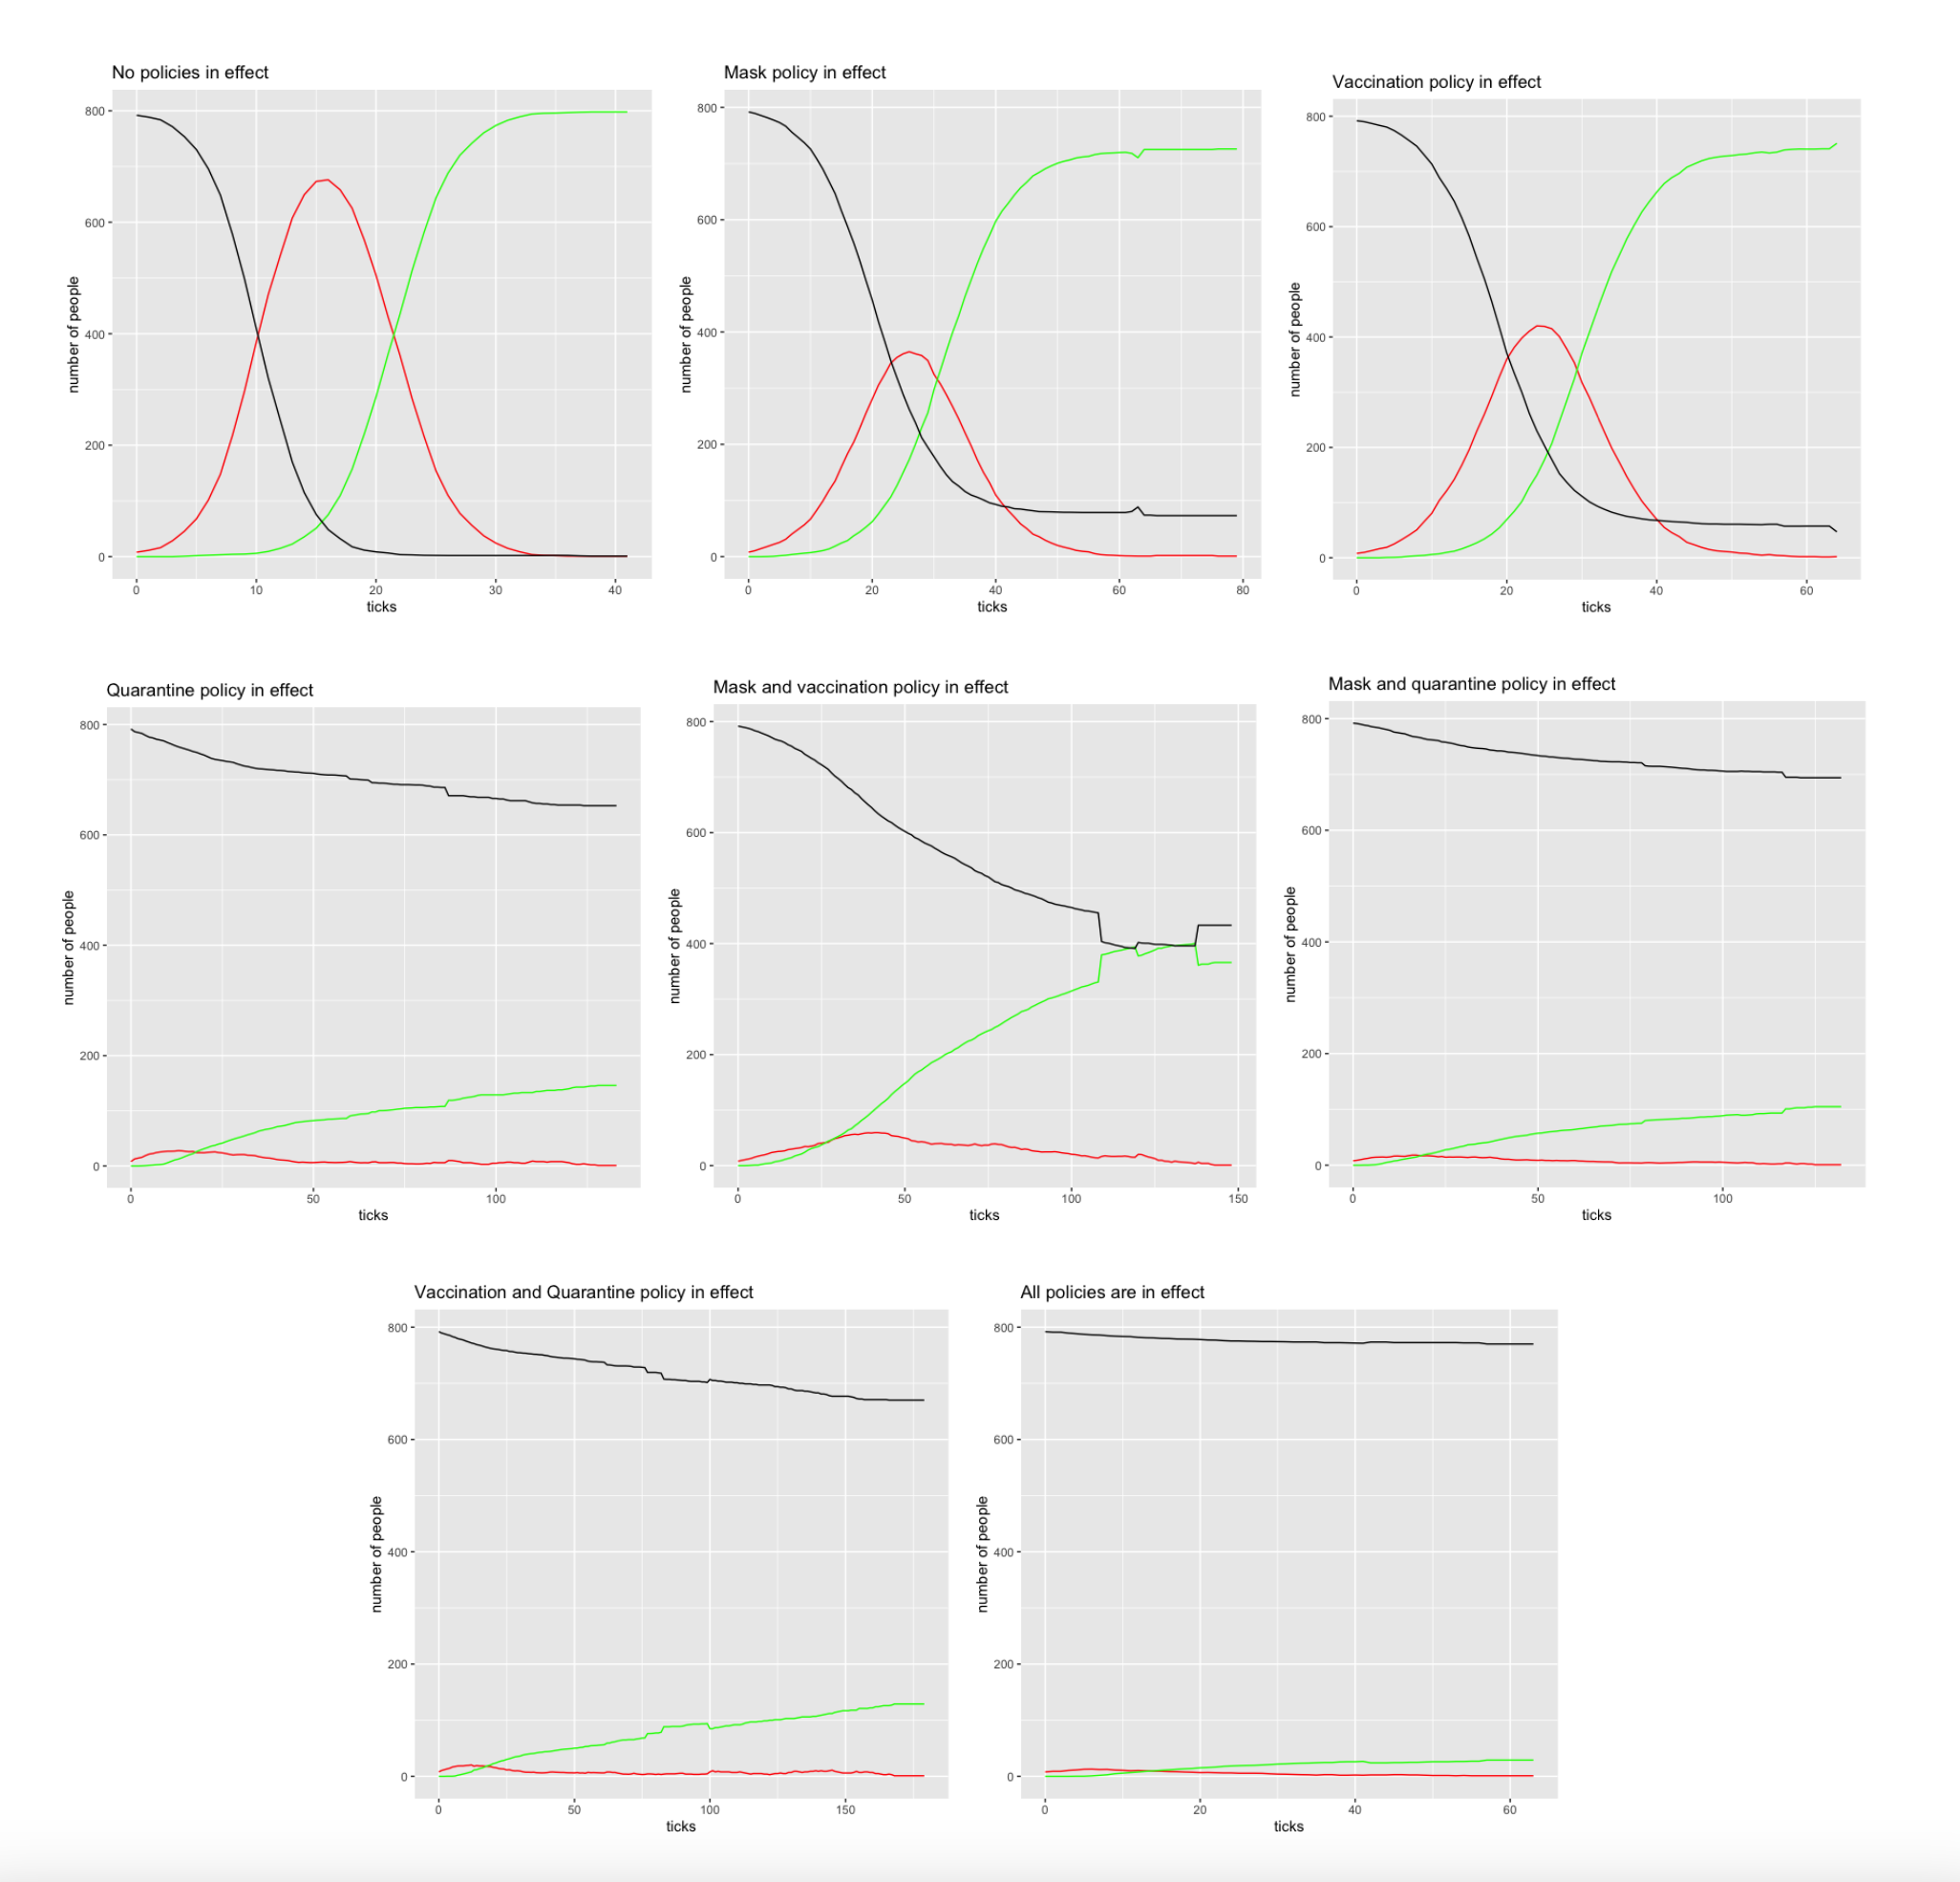 No policies in effect
800
600
400
200
0
number of people
0 10 20 30 40
ticks
Mask policy in effect
800
600
400
200
0
number of people
0 20 40 60 80
ticks
Vaccination policy in effect
800
600
400
200
0
number of people
0 20 40 60
ticks
Quarantine policy in effect
800
600
400
200
0
number of people
0 50 100
ticks
Mask and vaccination policy in effect
800
600
400
200
0
number of people
0 50 100 150
ticks
Mask and quarantine policy in effect
800
600
400
200
0
number of people
0 50 100
ticks
Vaccination and Quarantine policy in effect
800
600
400
200
0
number of people
0 50 100 150
ticks
All policies are in effect
800
600
400
200
0
number of people
0 20 40 60
ticks